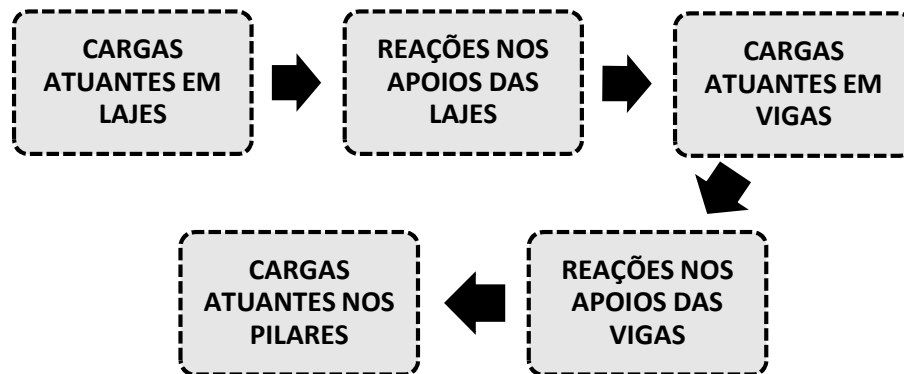 CARGAS
ATUANTES EM
LAJES
REAÇÕES NOS
APOIOS DAS
LAJES
CARGAS
ATUANTES EM
VIGAS
REAÇÕES NOS
APOIOS DAS
VIGAS
CARGAS
ATUANTES NOS
PILARES